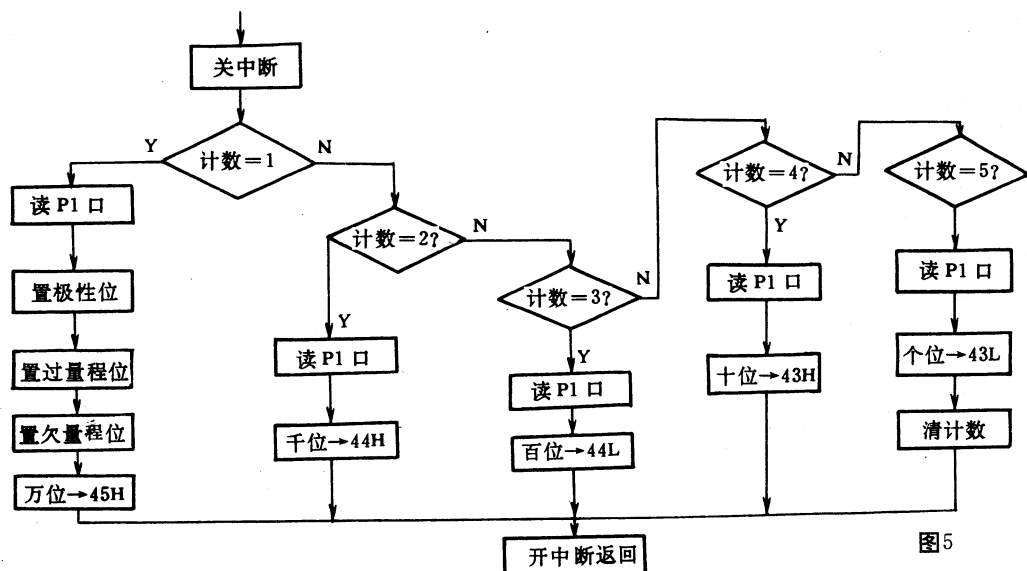 关中断
计数=1
Y
N
读 P1 口
置极性位
置过量程位
置欠量程位
万位→45H
计数=2?
N
Y
读 P1 口
千位→44H
计数=3?
N
Y
读 P1 口
百位→44L
计数=4?
N
Y
读 P1 口
十位→43H
计数=5?
读 P1 口
个位→43L
清计数
开中断返回
图5